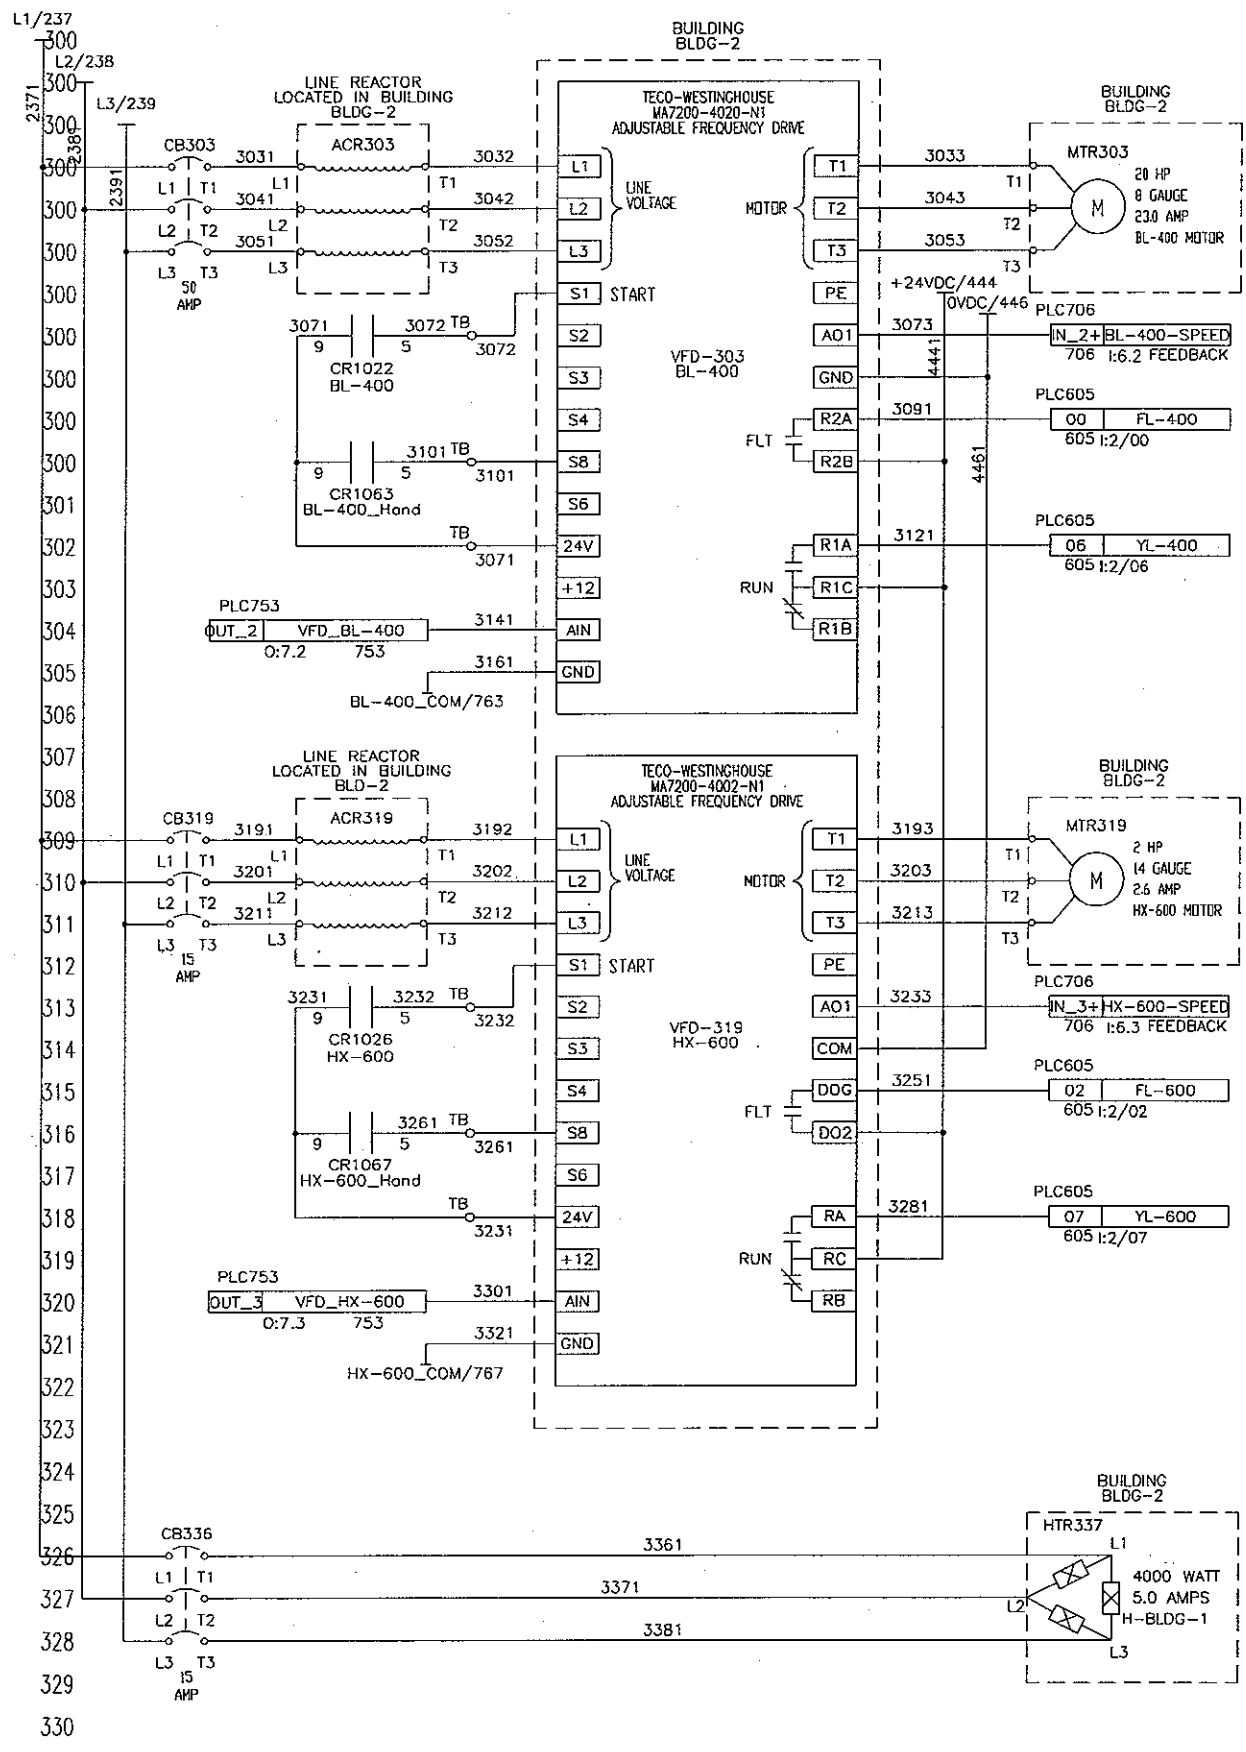 L1/237
300
L2/238
300
2371
L3/239
300
2381
2391
LINE REACTOR
LOCATED IN BUILDING
BLDG-2
BUILDING
BLDG-2
TECO-WESTINGHOUSE
MA7200-4020-N1
ADJUSTABLE FREQUENCY DRIVE
BUILDING
BLDG-2
300
CB303
3031
ACR303
3032
L1
LINE
VOLTAGE
MOTOR
T1
3033
MTR303
20 HP
8 GAUGE
23.0 AMP
BL-400 MOTOR
M
L1 T1
L1
T1
T1
300
3041
3042
L2
T2
3043
L2 T2
L2
T2
T2
300
3051
3052
L3
T3
3053
L3 T3
L3
T3
T3
50
AMP
300
S1
START
PE
+24VDC/444
0VDC/446
300
3071
9
3072
5
TB
3072
CR1022
BL-400
S2
VFD-303
BL-400
AO1
3073
4441
PLC706
IN_2+
BL-400-SPEED
706 I:6.2 FEEDBACK
300
S3
GND
300
S4
FLT
R2A
3091
PLC605
00
FL-400
605 I:2/00
300
9
3101
5
TB
3101
CR1063
BL-400_Hand
S8
R2B
4461
301
S6
302
TB
3071
24V
R1A
3121
PLC605
06
YL-400
605 I:2/06
303
+12
RUN
R1C
304
PLC753
OUT_2
VFD_BL-400
O:7.2 753
3141
AIN
R1B
305
3161
GND
BL-400_COM/763
306
307
LINE REACTOR
LOCATED IN BUILDING
BLD-2
TECO-WESTINGHOUSE
MA7200-4002-N1
ADJUSTABLE FREQUENCY DRIVE
BUILDING
BLDG-2
308
309
CB319
3191
ACR319
3192
L1
LINE
VOLTAGE
MOTOR
T1
3193
MTR319
2 HP
14 GAUGE
2.6 AMP
HX-600 MOTOR
M
L1 T1
L1
T1
T1
310
3201
3202
L2
T2
3203
L2 T2
L2
T2
T2
311
3211
3212
L3
T3
3213
L3 T3
L3
T3
T3
15
AMP
312
S1
START
PE
313
3231
9
3232
5
TB
3232
CR1026
HX-600
S2
VFD-319
HX-600
AO1
3233
PLC706
IN_3+
HX-600-SPEED
706 I:6.3 FEEDBACK
314
S3
COM
315
S4
FLT
DOG
3251
PLC605
02
FL-600
605 I:2/02
316
9
3261
5
TB
3261
CR1067
HX-600_Hand
S8
DO2
317
S6
318
TB
3231
24V
RA
3281
PLC605
07
YL-600
605 I:2/07
319
+12
RUN
RC
320
PLC753
OUT_3
VFD_HX-600
O:7.3 753
3301
AIN
RB
321
3321
GND
HX-600_COM/767
322
323
324
325
BUILDING
BLDG-2
326
CB336
3361
HTR337
L1
L1 T1
327
3371
L2
4000 WATT
5.0 AMPS
H-BLDG-1
L2 T2
328
3381
L3
L3 T3
15
AMP
329
330